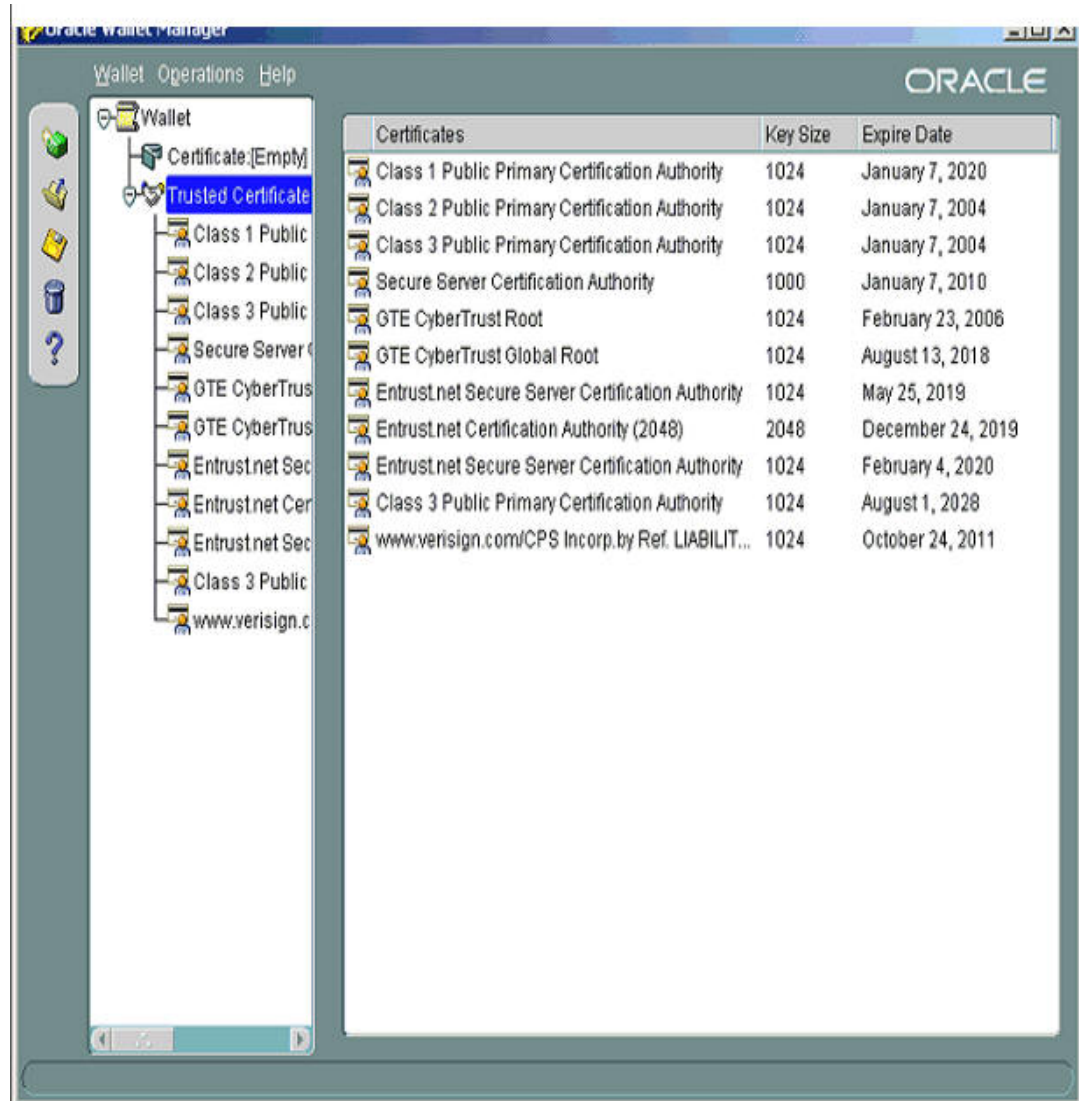 Oracle Wallet Manager
Wallet Operations Help
ORACLE
Wallet
Certificate:[Empty]
Trusted Certificate
Class 1 Public
Class 2 Public
Class 3 Public
Secure Server
GTE CyberTrus
GTE CyberTrus
Entrust.net Sec
Entrust.net Cer
Entrust.net Sec
Class 3 Public
www.verisign.c
Certificates Key Size Expire Date
Class 1 Public Primary Certification Authority 1024 January 7, 2020
Class 2 Public Primary Certification Authority 1024 January 7, 2004
Class 3 Public Primary Certification Authority 1024 January 7, 2004
Secure Server Certification Authority 1000 January 7, 2010
GTE CyberTrust Root 1024 February 23, 2006
GTE CyberTrust Global Root 1024 August 13, 2018
Entrust.net Secure Server Certification Authority 1024 May 25, 2019
Entrust.net Certification Authority (2048) 2048 December 24, 2019
Entrust.net Secure Server Certification Authority 1024 February 4, 2020
Class 3 Public Primary Certification Authority 1024 August 1, 2028
www.verisign.com/CPS Incorp.by Ref. LIABILIT... 1024 October 24, 2011